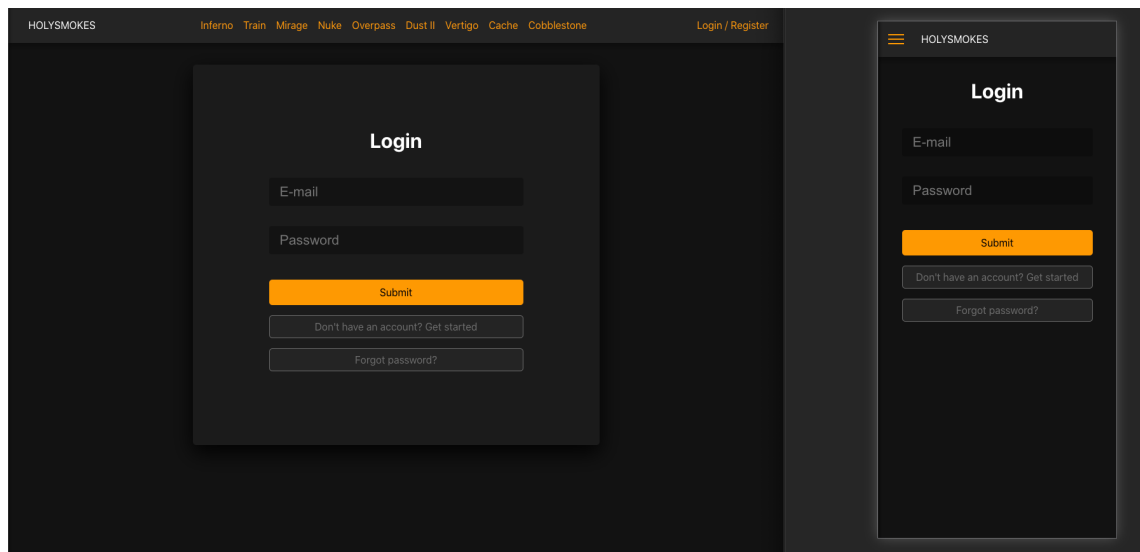 HOLYSMOKES Inferno Train Mirage Nuke Overpass Dust II Vertigo Cache Cobblestone Login / Register
Login
E-mail
Password
Submit
Don't have an account? Get started
Forgot password?
HOLYSMOKES
Login
E-mail
Password
Submit
Don't have an account? Get started
Forgot password?